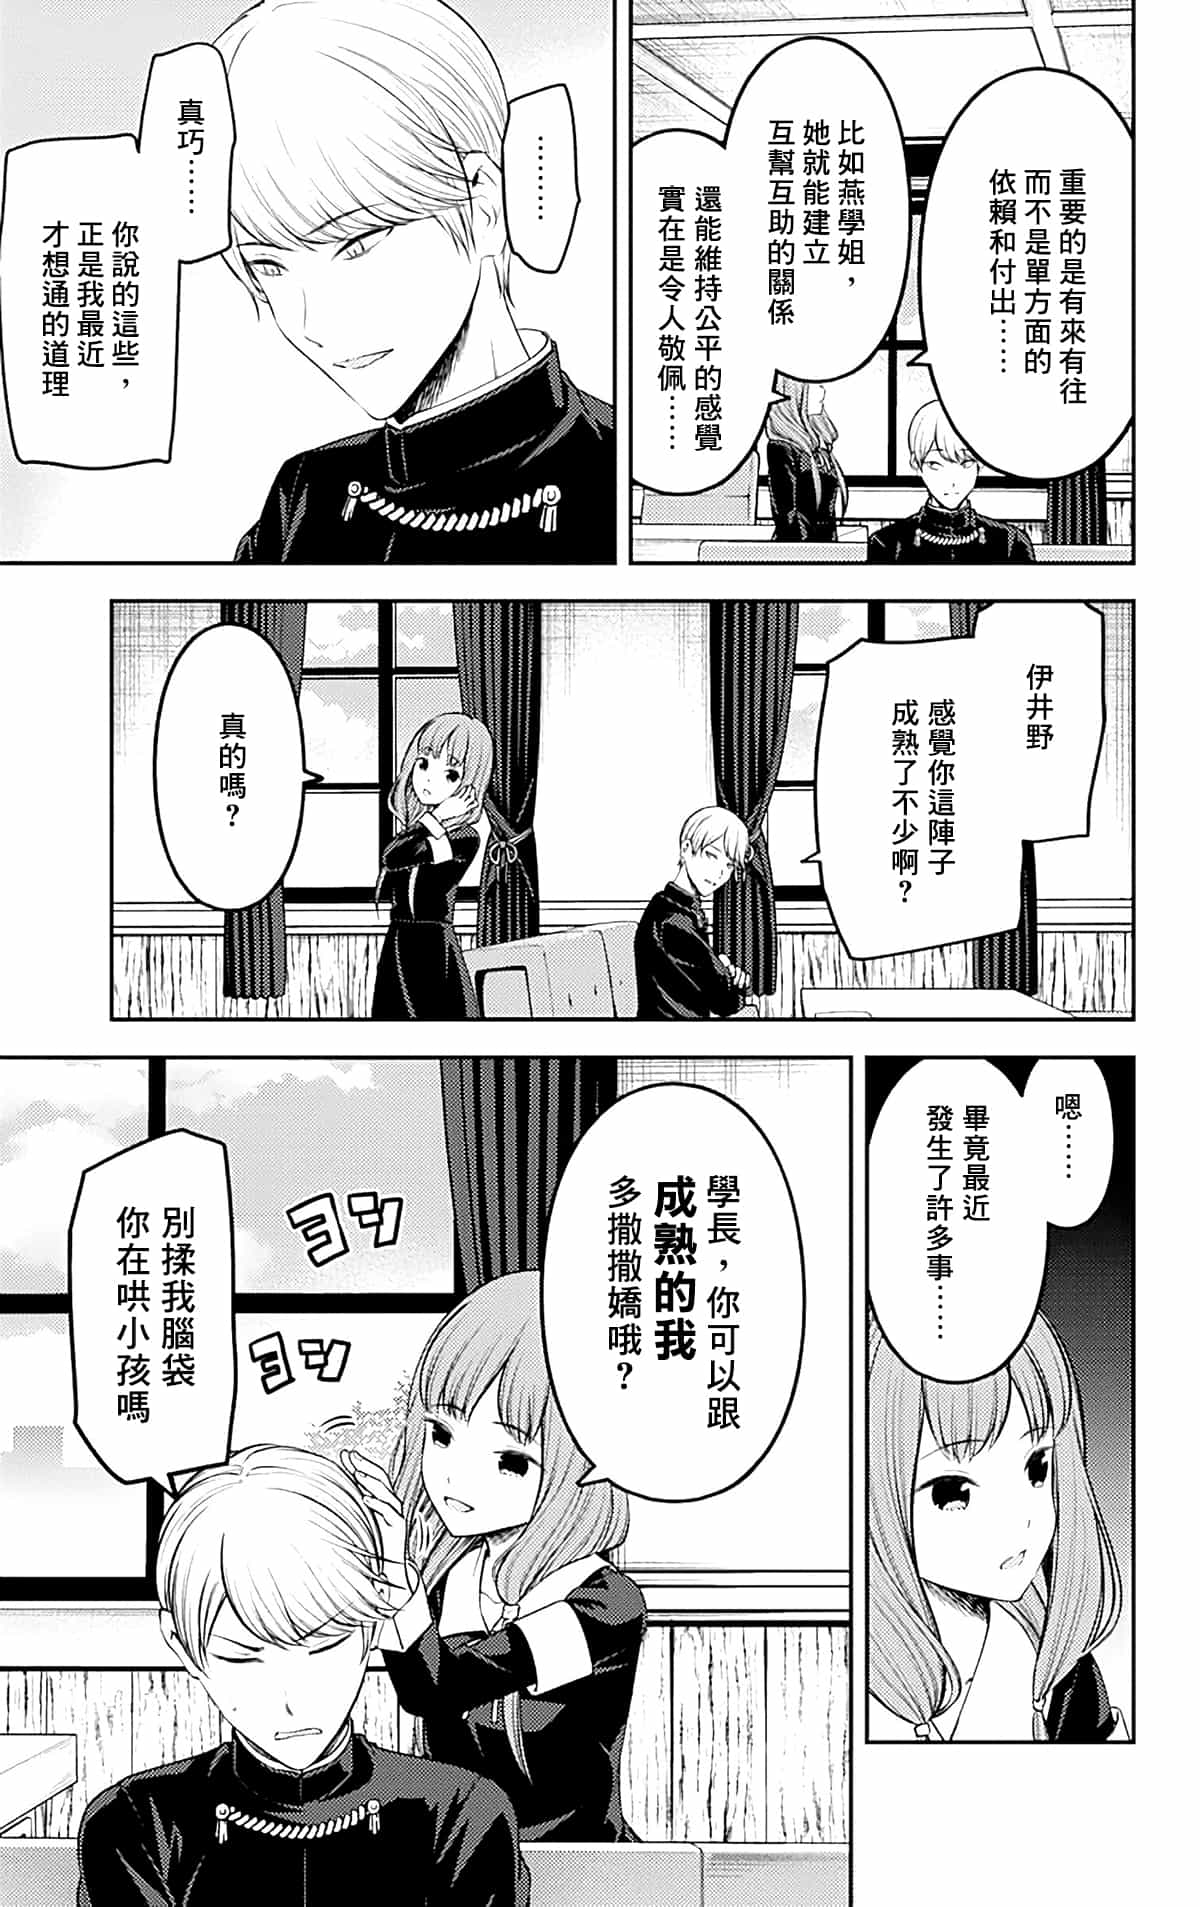 重要的是有來有往
而不是單方面的
依賴和付出……
比如燕學姐，
她就能建立
互幫互助的關係
還能維持公平的感覺
實在是令人敬佩……
………
真巧……
你說的這些，
正是我最近
才想通的道理
伊井野
感覺你這陣子
成熟了不少啊？
真的嗎？
嗯……
畢竟最近
發生了許多事……
學長，你可以跟
成熟的我
多撒撒嬌哦？
ヨシ
ヨシ
別揉我腦袋
你在哄小孩嗎